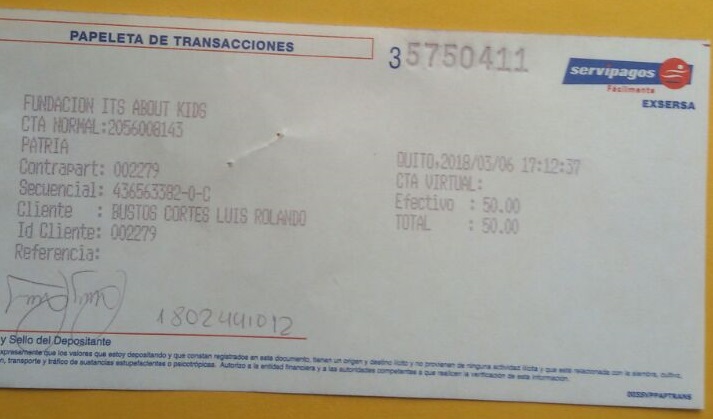 PAPELETA DE TRANSACCIONES
35750411
servipagos
Fácilmente
EXSERSA
FUNDACION ITS ABOUT KIDS
CTA NORMAL:2056008143
PATRIA
Contrapart: 002279
Secuencial: 436563382-0-C
Cliente : BUSTOS CORTES LUIS ROLANDO
Id Cliente: 002279
Referencia:
QUITO,2018/03/06 17:12:37
CTA VIRTUAL:
Efectivo : 50.00
TOTAL : 50.00
1802441012
y Sello del Depositante
expresamente que los valores que estoy depositando y que constan registrados en este documento, tienen un origen y destino lícito y no provienen de ninguna actividad ilícita y que esté relacionada con la siembra, cultivo,
n, transporte y tráfico de sustancias estupefacientes o psicotrópicas. Autorizo a la entidad financiera y a las autoridades competentes a que realicen la verificación de esta información.